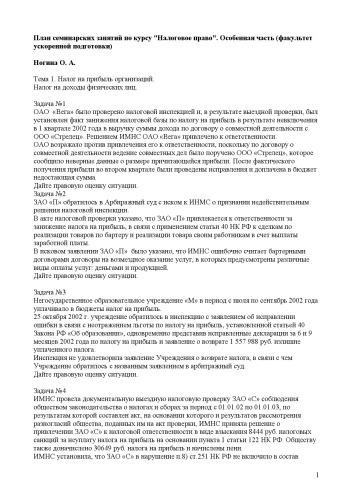 План семинарских занятий по курсу "Налоговое право". Особенная часть (факультет
ускоренной подготовки)
Ногина О. А.
Тема 1. Налог на прибыль организаций.
Налог на доходы физических лиц.
Задача №1
ОАО «Вега» было проверено налоговой инспекцией и, в результате выездной проверки, был
установлен факт занижения налоговой базы по налогу на прибыль в результате невключения
в 1 квартале 2002 года в выручку суммы дохода по договору о совместной деятельности с
ООО «Стрелец». Решением ИМНС ОАО «Вега» привлечено к ответственности.
ОАО возражало против привлечения его к ответственности, поскольку по договору о
совместной деятельности ведение совместных дел было поручено ООО «Стрелец», которое
сообщило неверные данные о размере причитающейся прибыли. После фактического
получения прибыли во втором квартале были проведены исправления и доплачена в бюджет
недостающая сумма.
Дайте правовую оценку ситуации.
Задача №2
ЗАО «П» обратилось в Арбитражный суд с иском к ИНМС о признании недействительным
решения налоговой инспекции.
В акте налоговой проверки указано, что ЗАО «П» привлекается к ответственности за
занижение налога на прибыль, в связи с применением статьи 40 НК РФ к сделкам по
реализации товаров по бартеру и реализации товара своим работникам в счет выплаты
заработной платы.
В исковом заявлении ЗАО «П» было указано, что ИМНС ошибочно считает бартерными
договорами договоры на возмездное оказание услуг, в которых предусмотрены различные
виды оплаты услуг: деньгами и продукцией.
Дайте правовую оценку ситуации.
Задача №3
Негосударственное образовательное учреждение «М» в период с июля по сентябрь 2002 года
уплачивало в бюджеты налог на прибыль.
25 октября 2002 г. учреждение обратилось в инспекцию с заявлением об исправлении
ошибки в связи с неотражением льготы по налогу на прибыль, установленной статьей 40
Закона РФ «Об образовании», одновременно представив исправленные декларации за 6 и 9
месяцев 2002 года по налогу на прибыль и заявление о возврате 1 557 988 руб. излишне
уплаченного налога.
Инспекция не удовлетворила заявление Учреждения о возврате налога, в связи с чем
Учреждению обратилось с названным заявлением в арбитражный суд.
Дайте правовую оценку ситуации.
Задача №4
ИМНС провела документальную выездную налоговую проверку ЗАО «С» соблюдения
обществом законодательства о налогах и сборах за период с 01.01.02 по 01.01.03, по
результатам которой составлен акт, на основании которого и результатов рассмотрения
разногласий общества, поданных им на акт проверки, ИМНС приняла решение о
привлечении ЗАО «С» к налоговой ответственности в виде взыскания 8444 руб. налоговых
санкций за неуплату налога на прибыль на основании пункта 1 статьи 122 НК РФ. Обществу
также доначислено 30649 руб. налога на прибыль и начислены пени.
ИМНС установила, что ЗАО «С» в нарушение п.8) ст.251 НК РФ не включило в состав
1